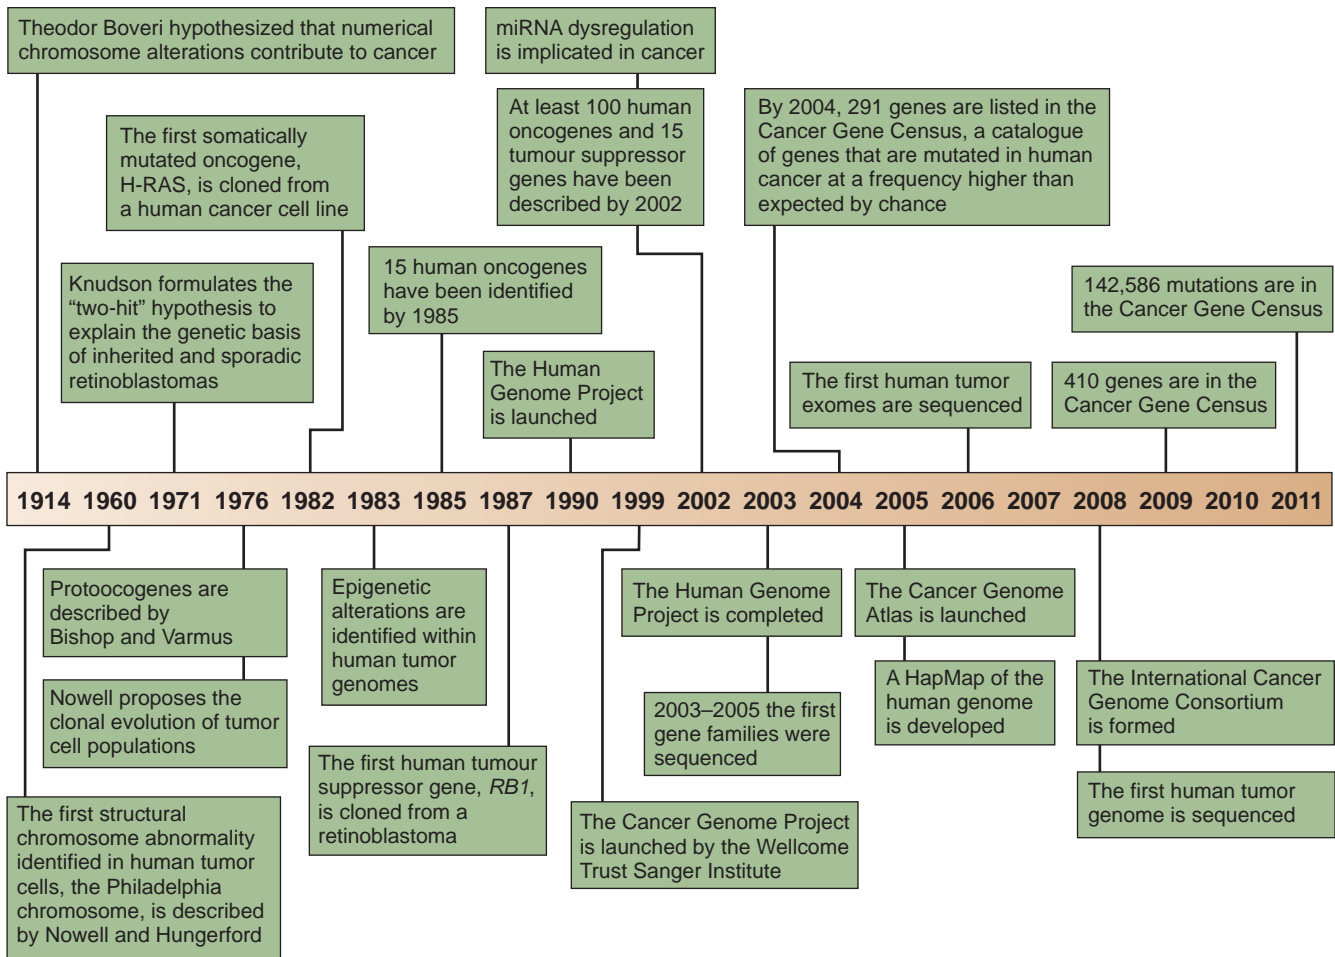 Theodor Boveri hypothesized that numerical
chromosome alterations contribute to cancer
miRNA dysregulation
is implicated in cancer
At least 100 human
oncogenes and 15
tumour suppressor
genes have been
described by 2002
By 2004, 291 genes are listed in the
Cancer Gene Census, a catalogue
of genes that are mutated in human
cancer at a frequency higher than
expected by chance
The first somatically
mutated oncogene,
H-RAS, is cloned from
a human cancer cell line
Knudson formulates the
“two-hit” hypothesis to
explain the genetic basis
of inherited and sporadic
retinoblastomas
15 human oncogenes
have been identified
by 1985
The Human
Genome Project
is launched
142,586 mutations are in
the Cancer Gene Census
The first human tumor
exomes are sequenced
410 genes are in the
Cancer Gene Census
1914 1960 1971 1976 1982 1983 1985 1987 1990 1999 2002 2003 2004 2005 2006 2007 2008 2009 2010 2011
Protoocogenes are
described by
Bishop and Varmus
Nowell proposes the
clonal evolution of tumor
cell populations
The first structural
chromosome abnormality
identified in human tumor
cells, the Philadelphia
chromosome, is described
by Nowell and Hungerford
Epigenetic
alterations are
identified within
human tumor
genomes
The first human tumour
suppressor gene, RB1,
is cloned from a
retinoblastoma
The Human Genome
Project is completed
2003–2005 the first
gene families were
sequenced
The Cancer Genome Project
is launched by the Wellcome
Trust Sanger Institute
The Cancer Genome
Atlas is launched
A HapMap of the
human genome
is developed
The International Cancer
Genome Consortium
is formed
The first human tumor
genome is sequenced